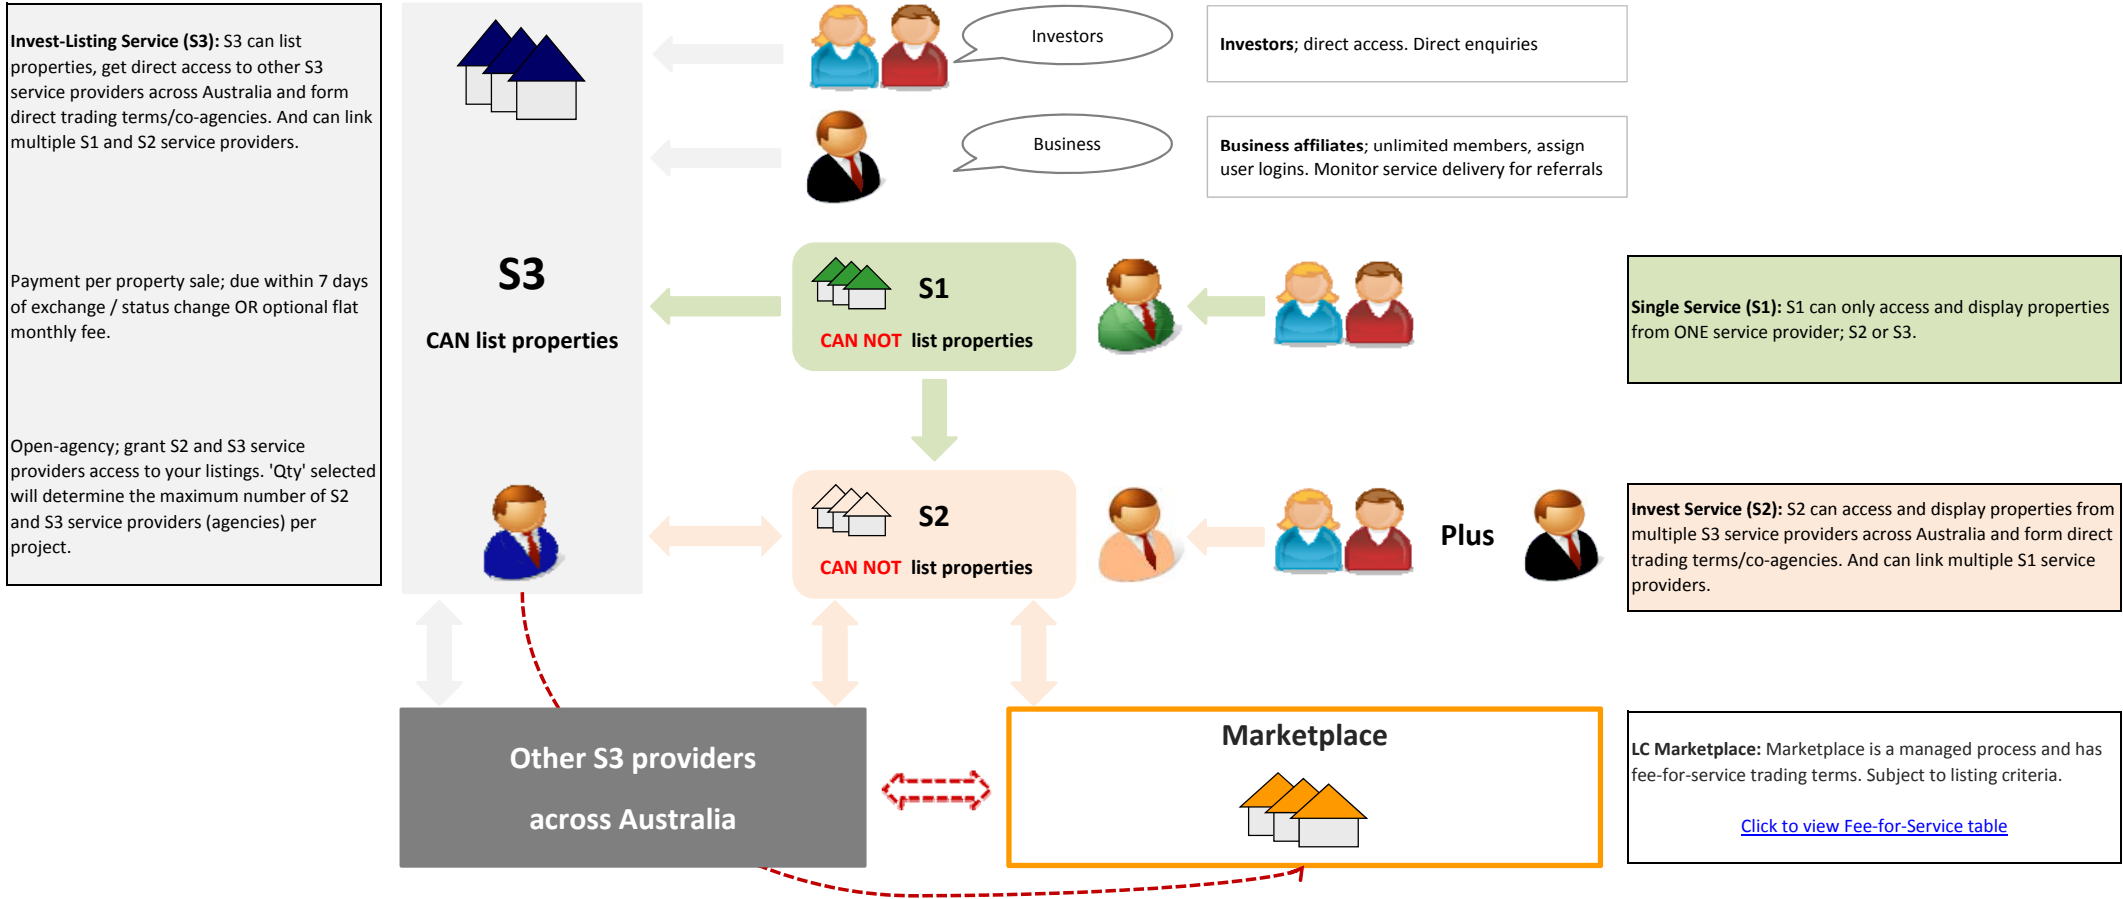 Invest-Listing Service (S3): S3 can list
properties, get direct access to other S3
service providers across Australia and form
direct trading terms/co-agencies. And can link
multiple S1 and S2 service providers.
Payment per property sale; due within 7 days
of exchange / status change OR optional flat
monthly fee.
Open-agency; grant S2 and S3 service
providers access to your listings. 'Qty' selected
will determine the maximum number of S2
and S3 service providers (agencies) per
project.
S3
CAN list properties
Investors
Investors; direct access. Direct enquiries
Business
Business affiliates; unlimited members, assign
user logins. Monitor service delivery for referrals
S1
CAN NOT list properties
Single Service (S1): S1 can only access and display properties
from ONE service provider; S2 or S3.
S2
CAN NOT list properties
Plus
Invest Service (S2): S2 can access and display properties from
multiple S3 service providers across Australia and form direct
trading terms/co-agencies. And can link multiple S1 service
providers.
Other S3 providers
across Australia
Marketplace
LC Marketplace: Marketplace is a managed process and has
fee-for-service trading terms. Subject to listing criteria.
Click to view Fee-for-Service table